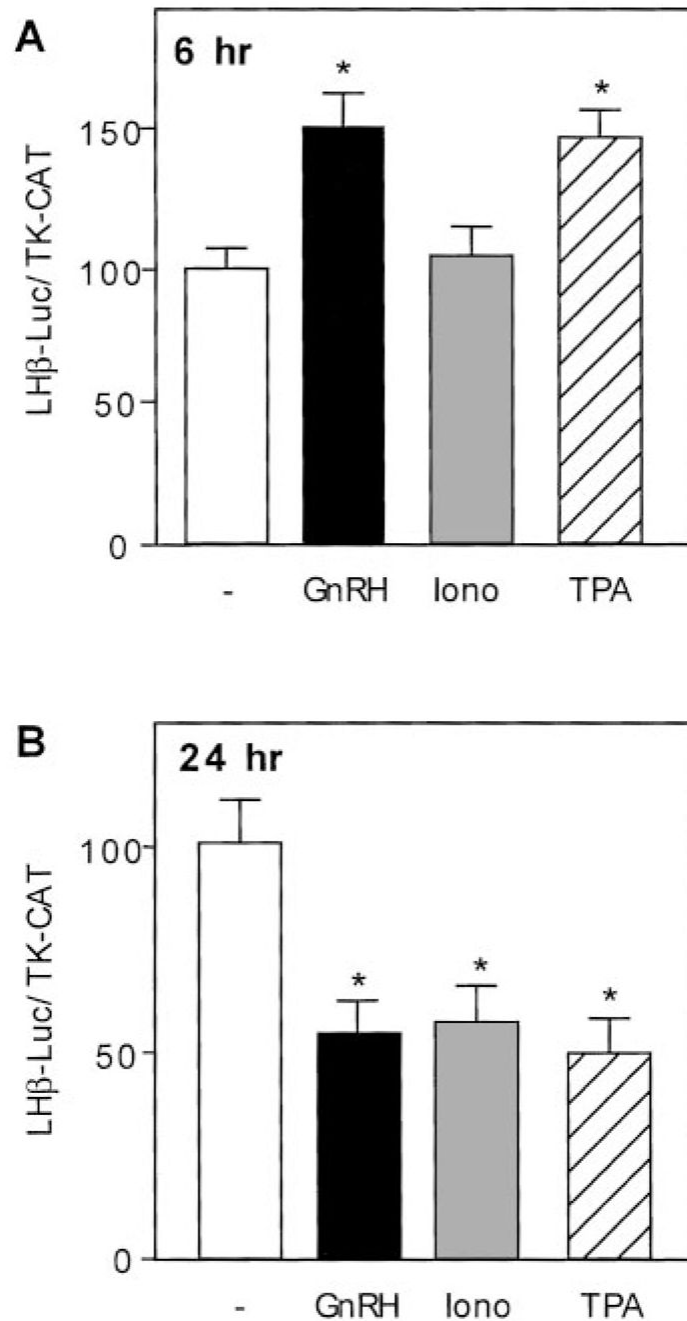 A
6 hr
*
*
150
100
50
0
LHβ-Luc/ TK-CAT
- GnRH Iono TPA
B
24 hr
100
50
0
*
*
*
LHβ-Luc/ TK-CAT
- GnRH Iono TPA